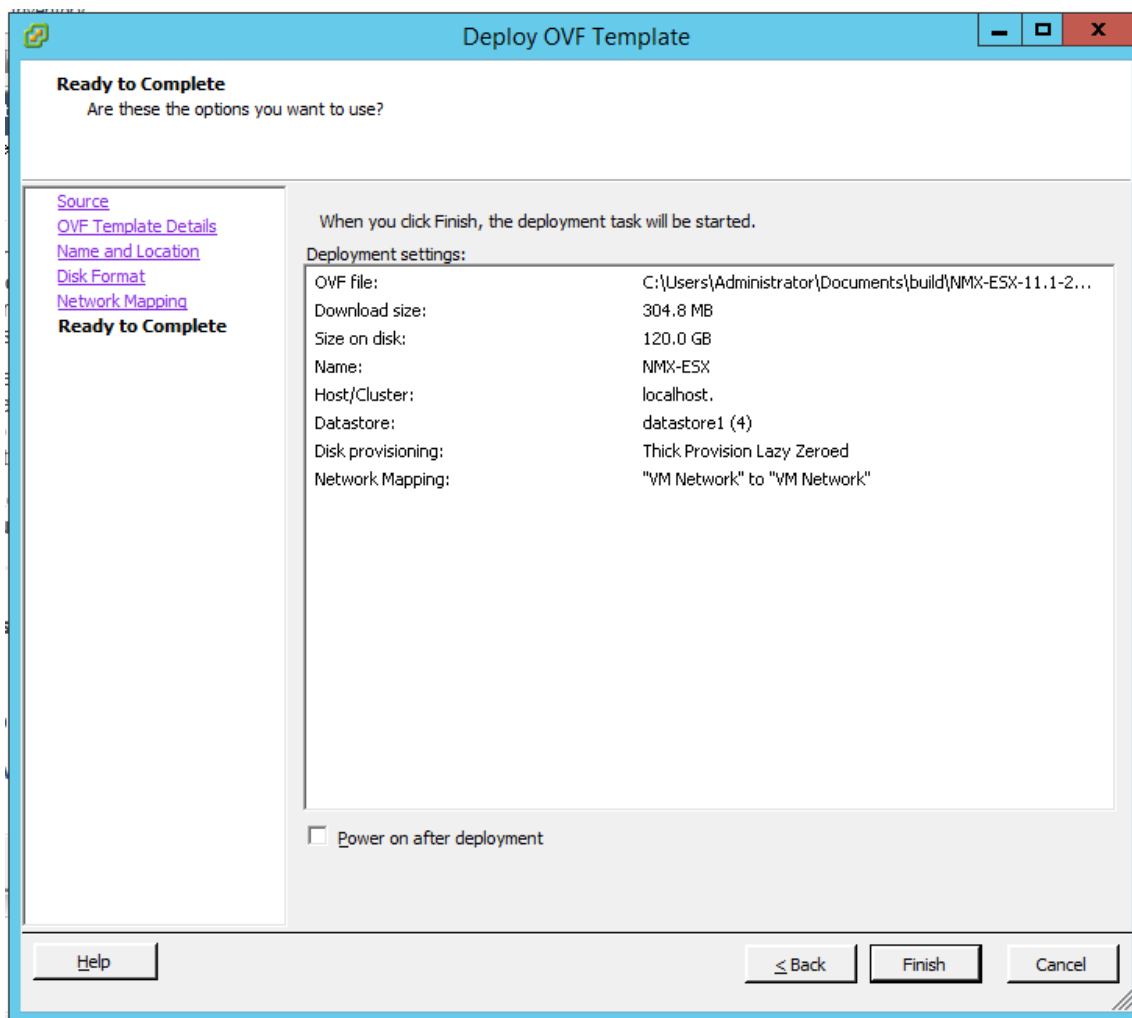 Deploy OVF Template
Ready to Complete
Are these the options you want to use?
Source
OVF Template Details
Name and Location
Disk Format
Network Mapping
Ready to Complete
When you click Finish, the deployment task will be started.
Deployment settings:
OVF file: C:\Users\Administrator\Documents\build\NMX-ESX-11.1-2...
Download size: 304.8 MB
Size on disk: 120.0 GB
Name: NMX-ESX
Host/Cluster: localhost.
Datastore: datastore1 (4)
Disk provisioning: Thick Provision Lazy Zeroed
Network Mapping: "VM Network" to "VM Network"
Power on after deployment
Help
< Back
Finish
Cancel